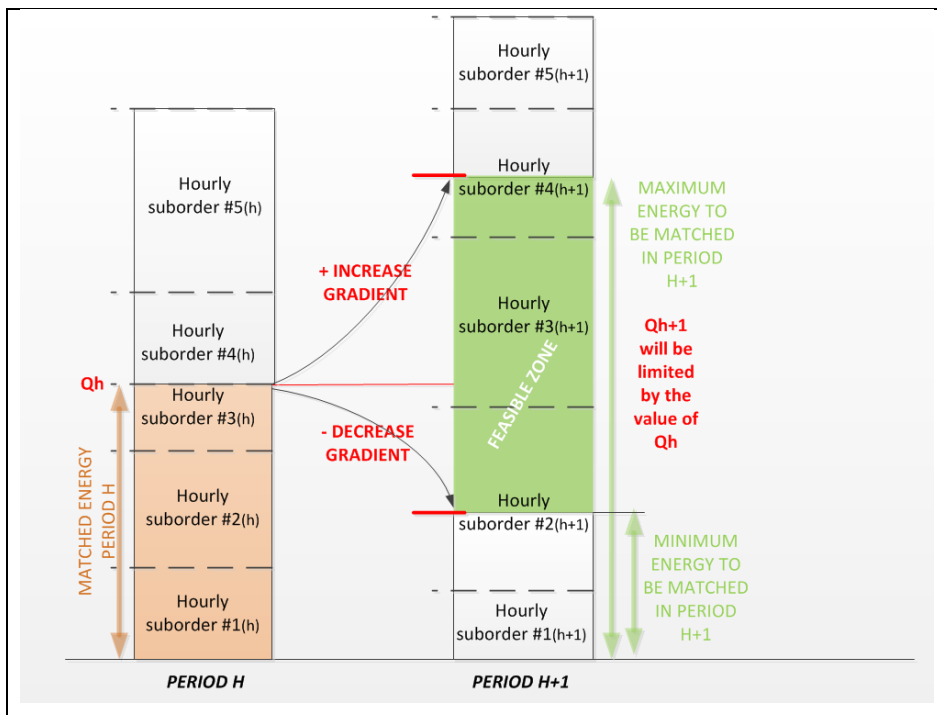 Hourly
suborder #5(h+1)
Hourly
suborder #5(h)
Hourly
suborder #4(h+1)
MAXIMUM
ENERGY TO
BE MATCHED
IN PERIOD
H+1
+ INCREASE
GRADIENT
Hourly
suborder #3(h+1)
Hourly
suborder #4(h)
Qh+1
will be
limited
by the
value of
Qh
Qh
Hourly
suborder #3(h)
FEASIBLE ZONE
- DECREASE
GRADIENT
MATCHED ENERGY
PERIOD H
Hourly
suborder #2(h)
Hourly
suborder #2(h+1)
MINIMUM
ENERGY TO
BE MATCHED
IN PERIOD
H+1
Hourly
suborder #1(h)
Hourly
suborder #1(h+1)
PERIOD H
PERIOD H+1